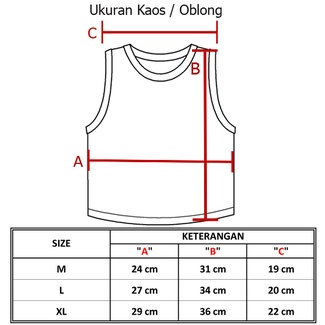 Ukuran Kaos / Oblong
C
B
A
SIZE KETERANGAN
"A" "B" "C"
M 24 cm 31 cm 19 cm
L 27 cm 34 cm 20 cm
XL 29 cm 36 cm 22 cm